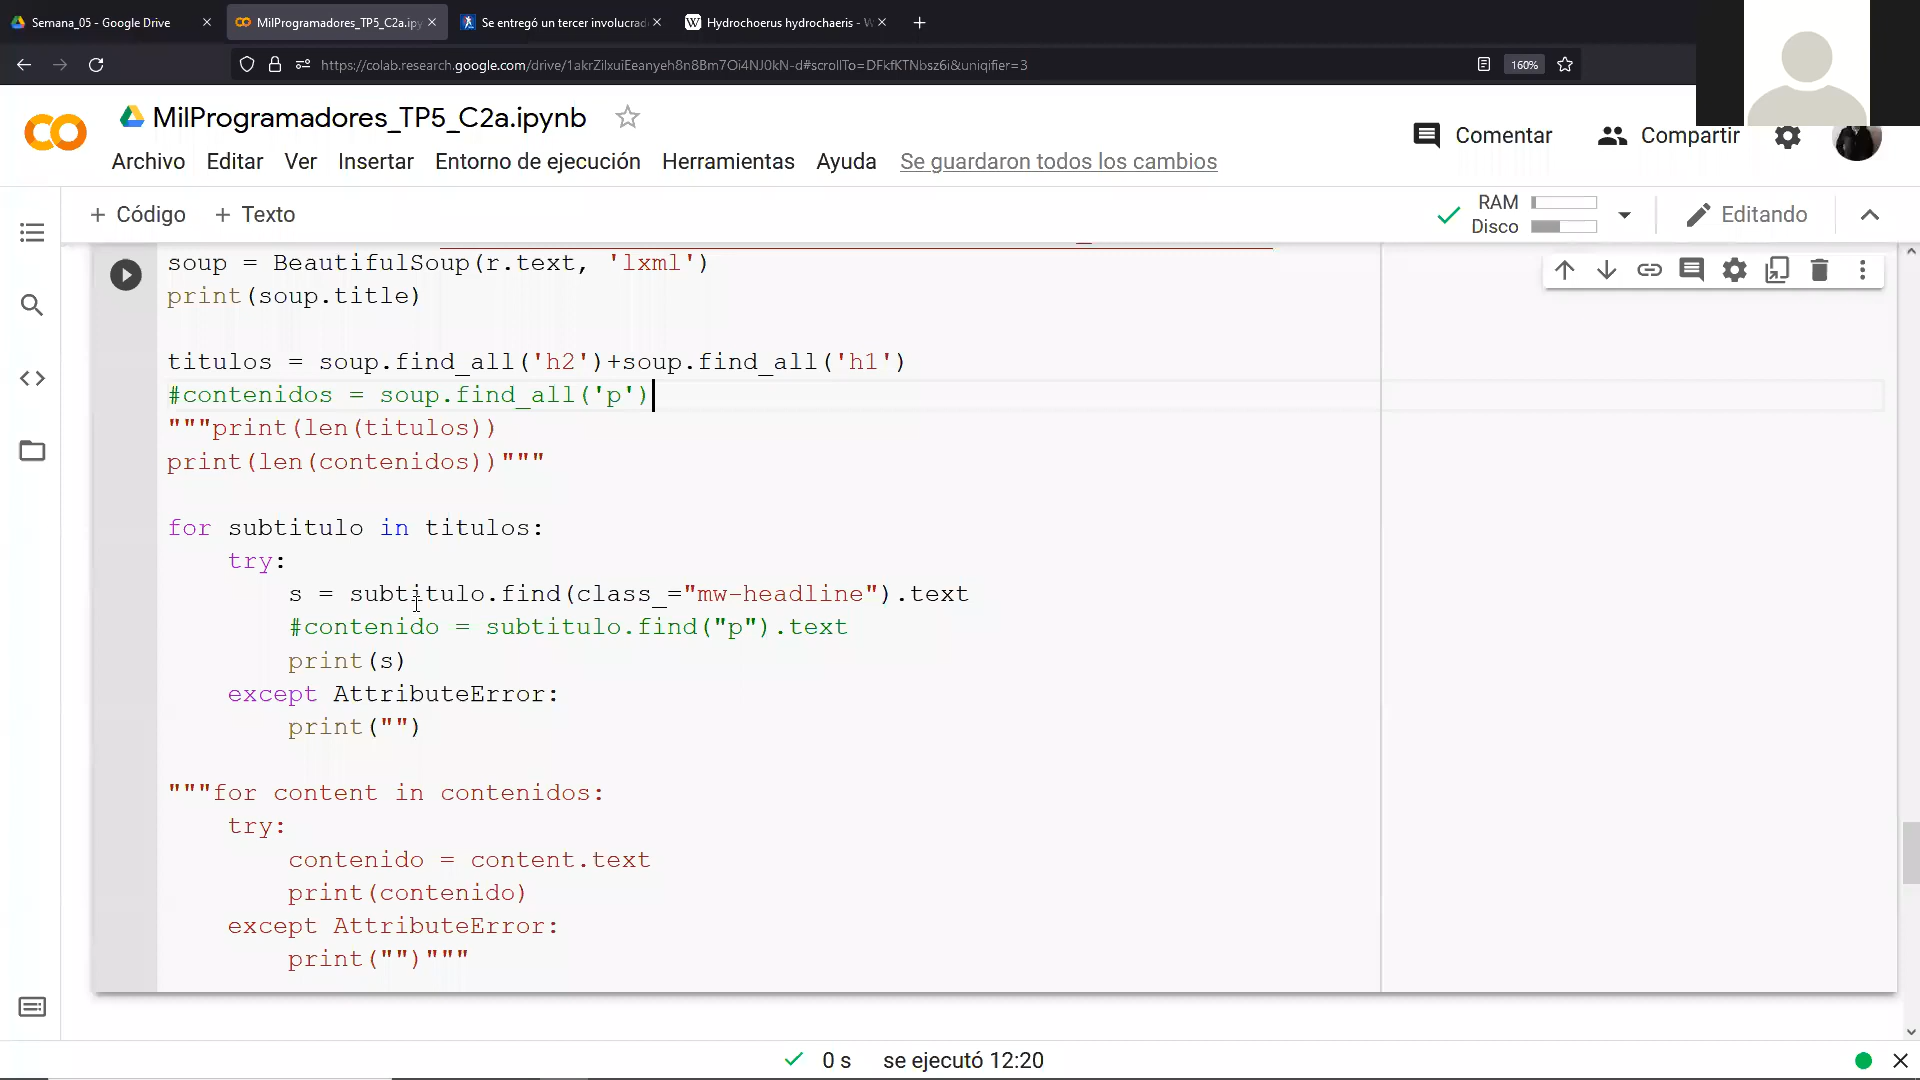 Semana_05 - Google Drive
MilProgramadores_TP5_C2a.ipy
Se entregó un tercer involucrad
Hydrochoerus hydrochaeris - W
https://colab.research.google.com/drive/1akrZilxuiEeanyeh8n8Bm7Oi4NJ0kN-d#scrollTo=DFkfKTNbsz6i&uniqifier=3
160%
MilProgramadores_TP5_C2a.ipynb
Comentar
Compartir
Archivo Editar Ver Insertar Entorno de ejecución Herramientas Ayuda Se guardaron todos los cambios
+ Código + Texto
RAM
Disco
Editando
soup = BeautifulSoup(r.text, 'lxml')
print(soup.title)
titulos = soup.find_all('h2')+soup.find_all('h1')
#contenidos = soup.find_all('p')
"""print(len(titulos))
print(len(contenidos))"""
for subtitulo in titulos:
    try:
        s = subtitulo.find(class_="mw-headline").text
        #contenido = subtitulo.find("p").text
        print(s)
    except AttributeError:
        print("")
"""for content in contenidos:
    try:
        contenido = content.text
        print(contenido)
    except AttributeError:
        print("")"""
0 s se ejecutó 12:20